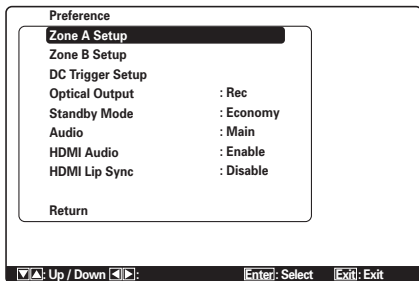 Preference
Zone A Setup
Zone B Setup
DC Trigger Setup
Optical Output : Rec
Standby Mode : Economy
Audio : Main
HDMI Audio : Enable
HDMI Lip Sync : Disable
Return
▼▲: Up / Down ◀▶: Enter: Select Exit: Exit